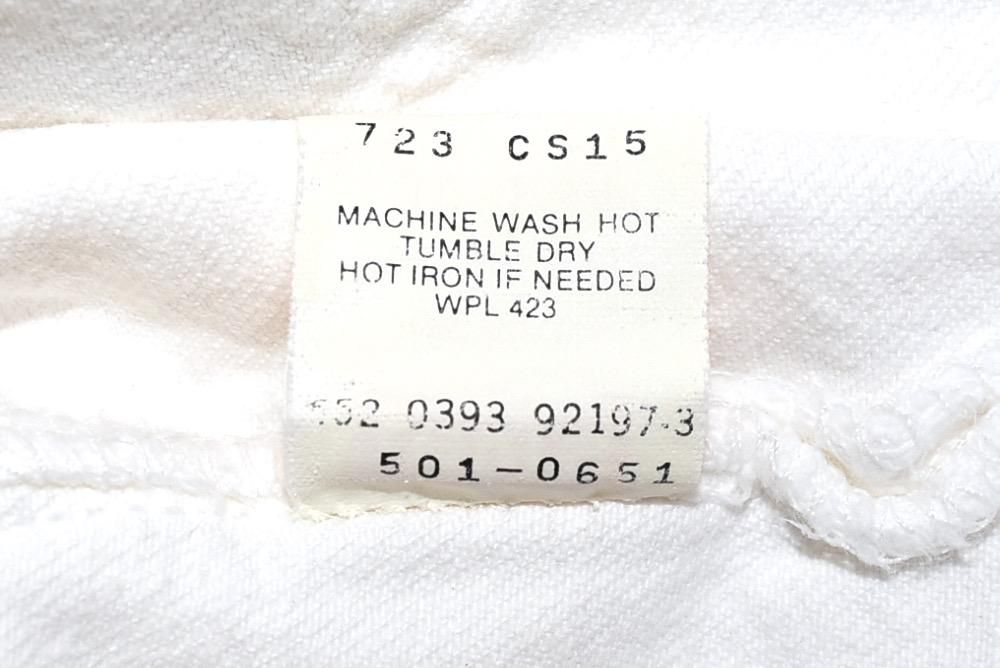 723 CS15
MACHINE WASH HOT
TUMBLE DRY
HOT IRON IF NEEDED
WPL 423
0393 92197-3
501-0651